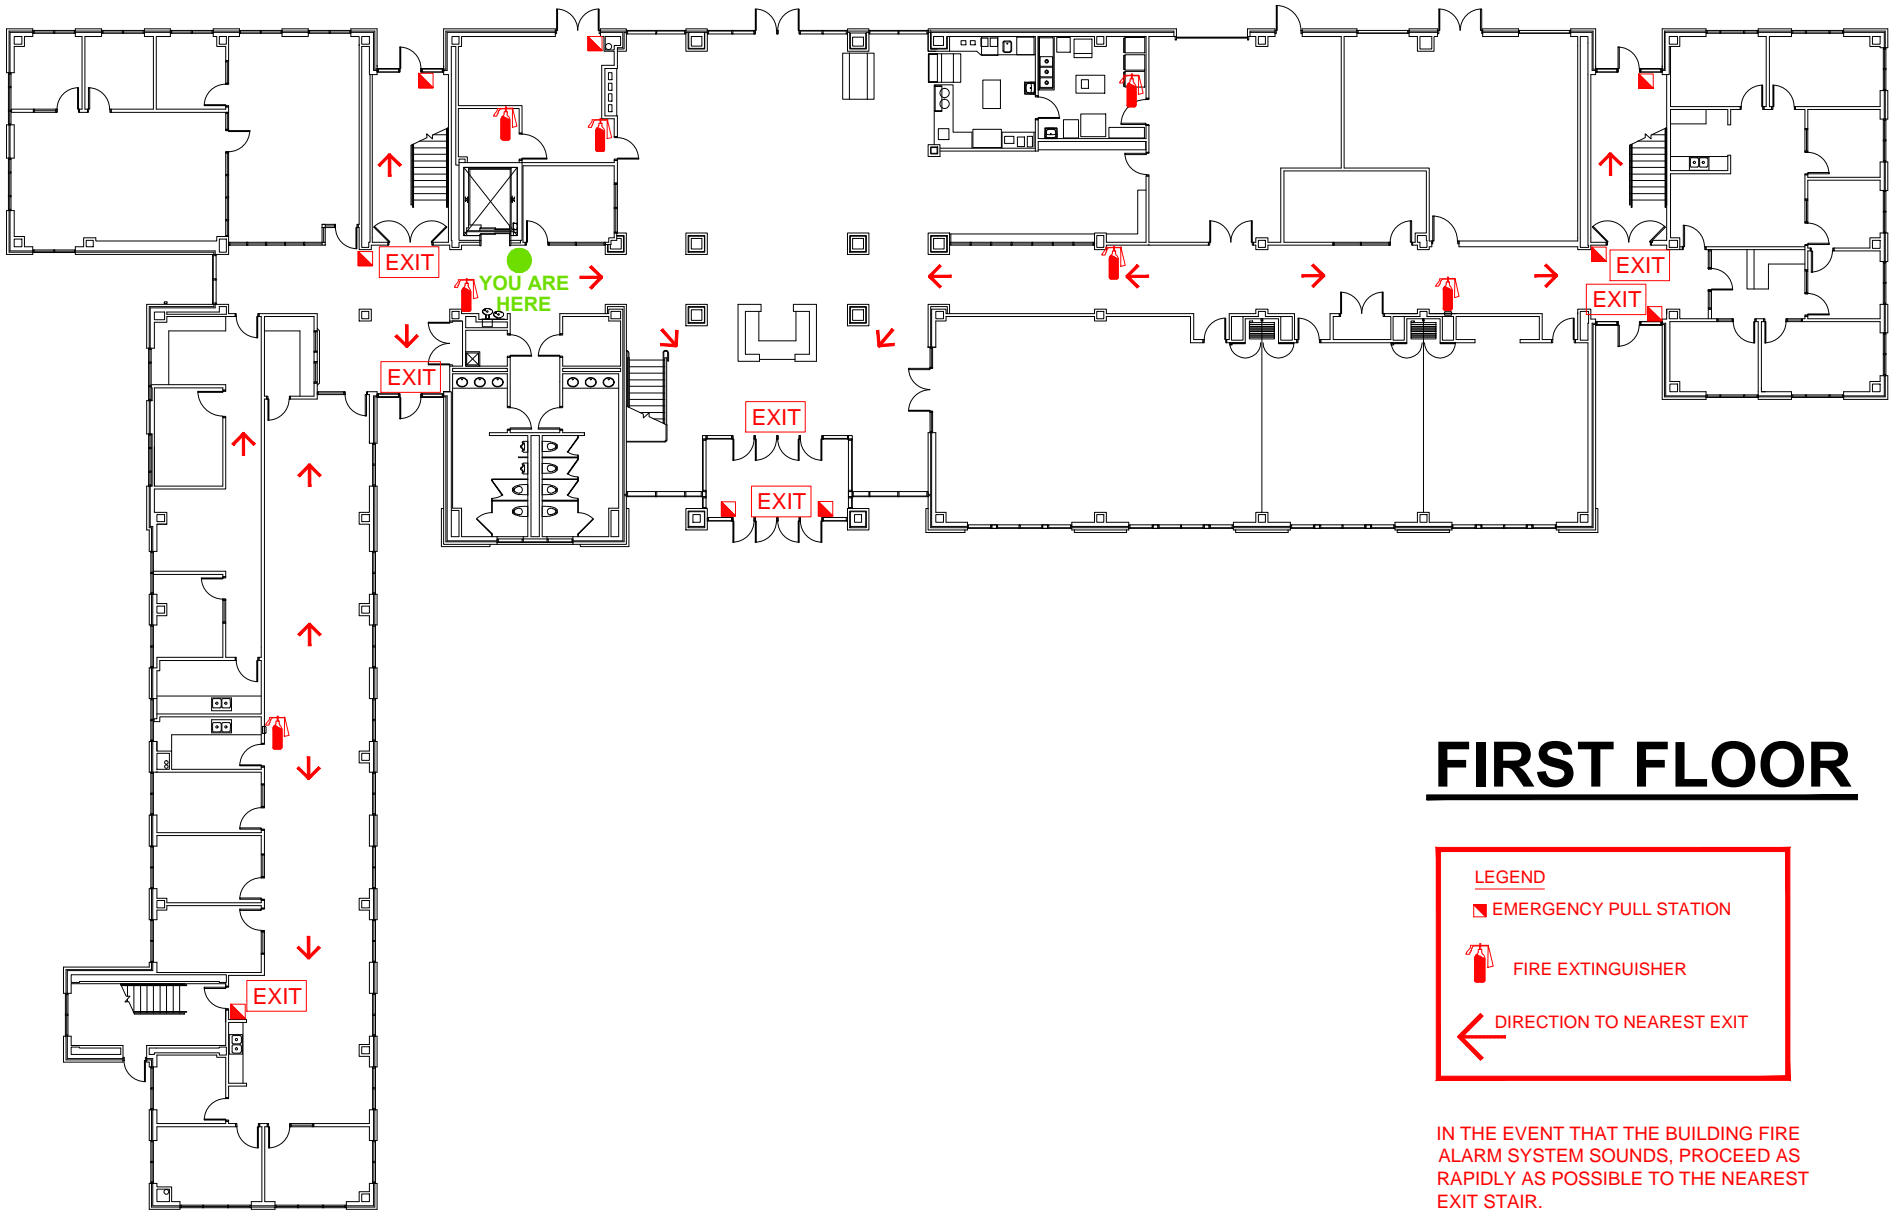 EXIT
YOU ARE
HERE
EXIT
EXIT
EXIT
EXIT
EXIT
EXIT
FIRST FLOOR
LEGEND
EMERGENCY PULL STATION
FIRE EXTINGUISHER
DIRECTION TO NEAREST EXIT
IN THE EVENT THAT THE BUILDING FIRE
ALARM SYSTEM SOUNDS, PROCEED AS
RAPIDLY AS POSSIBLE TO THE NEAREST
EXIT STAIR.